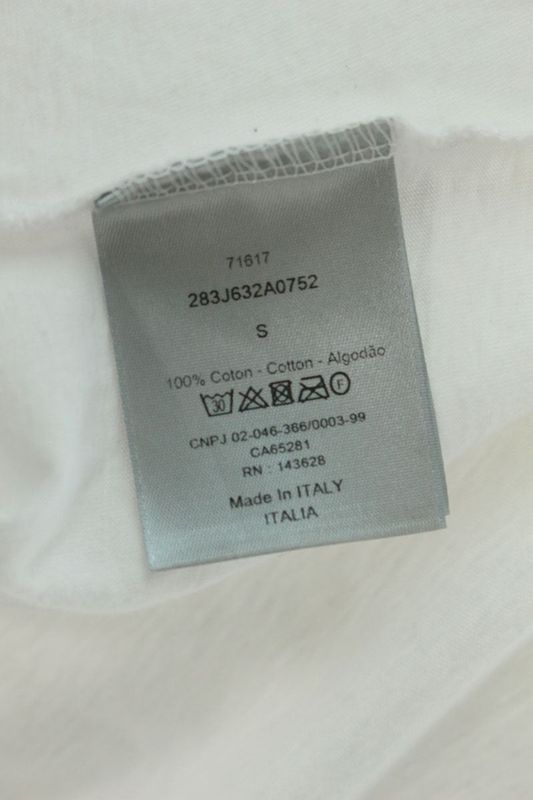 71617
283J632A0752
S
100% Coton - Cotton - Algodão
30 F
CNPJ 02-046-366/0003-99
CA65281
RN : 143628
Made In ITALY
ITALIA